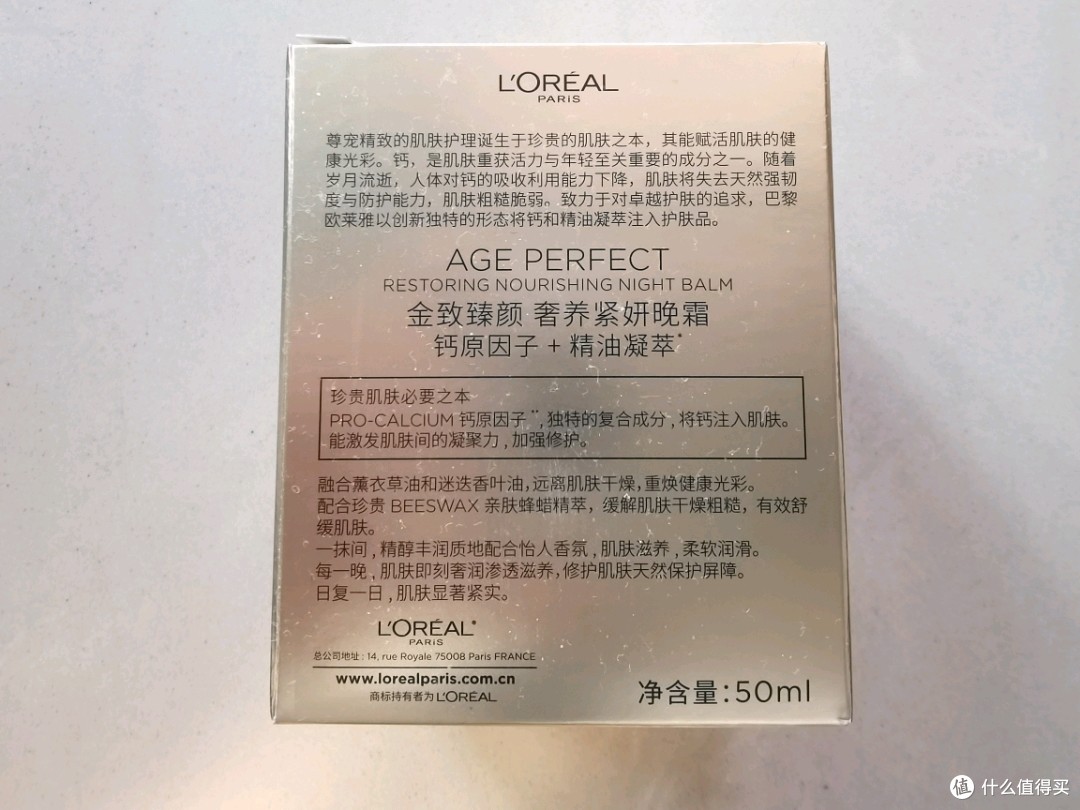 L'ORÉAL
PARIS
尊宠精致的肌肤护理诞生于珍贵的肌肤之本，其能赋活肌肤的健
康光彩。钙，是肌肤重获活力与年轻至关重要的成分之一。随着
岁月流逝，人体对钙的吸收利用能力下降，肌肤将失去天然强韧
度与防护能力，肌肤粗糙脆弱。致力于对卓越护肤的追求，巴黎
欧莱雅以创新独特的形态将钙和精油凝萃注入护肤品。
AGE PERFECT
RESTORING NOURISHING NIGHT BALM
金致臻颜 奢养紧妍晚霜
钙原因子 + 精油凝萃*
珍贵肌肤必要之本
PRO-CALCIUM 钙原因子**,独特的复合成分,将钙注入肌肤。
能激发肌肤间的凝聚力,加强修护。
融合薰衣草油和迷迭香叶油,远离肌肤干燥,重焕健康光彩。
配合珍贵 BEESWAX 亲肤蜂蜡精萃，缓解肌肤干燥粗糙，有效舒
缓肌肤。
一抹间,精醇丰润质地配合怡人香氛,肌肤滋养,柔软润滑。
每一晚,肌肤即刻奢润渗透滋养,修护肌肤天然保护屏障。
日复一日,肌肤显著紧实。
L'ORÉAL*
PARIS
总公司地址: 14, rue Royale 75008 Paris FRANCE
www.lorealparis.com.cn
商标持有者为L'ORÉAL
净含量:50ml
值 什么值得买